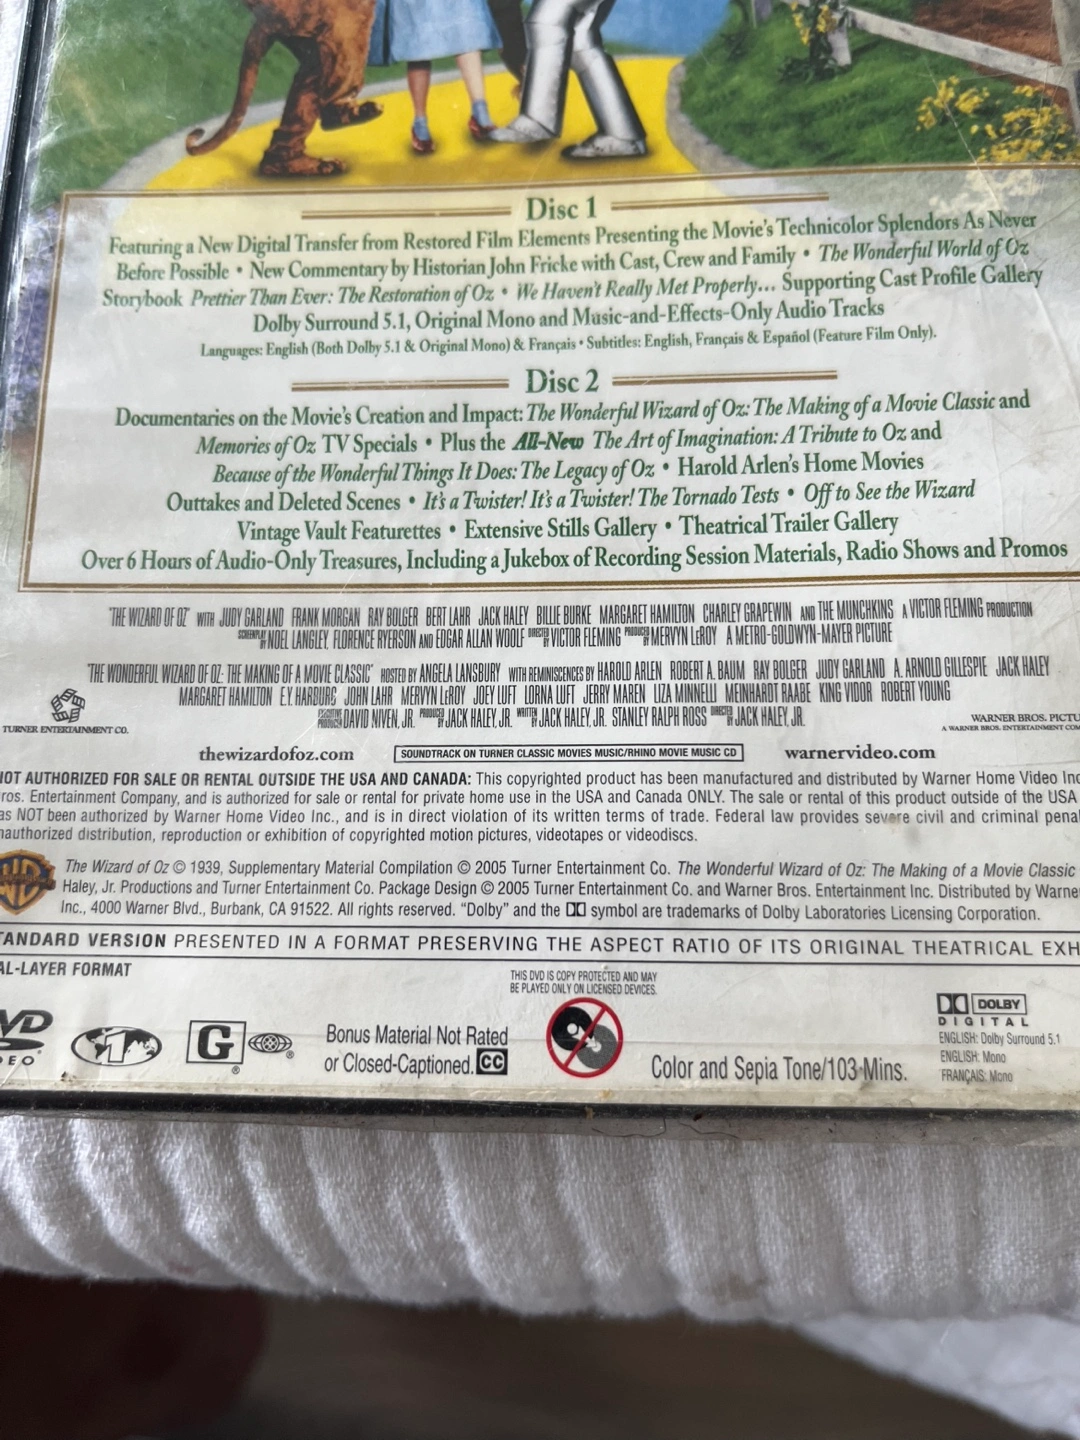 Disc 1
Featuring a New Digital Transfer from Restored Film Elements Presenting the Movie's Technicolor Splendors As Never
Before Possible • New Commentary by Historian John Fricke with Cast, Crew and Family • The Wonderful World of Oz
Storybook Prettier Than Ever: The Restoration of Oz • We Haven't Really Met Properly... Supporting Cast Profile Gallery
Dolby Surround 5.1, Original Mono and Music-and-Effects-Only Audio Tracks
Languages: English (Both Dolby 5.1 & Original Mono) & Français • Subtitles: English, Français & Español (Feature Film Only).
Disc 2
Documentaries on the Movie's Creation and Impact: The Wonderful Wizard of Oz: The Making of a Movie Classic and
Memories of Oz TV Specials • Plus the All-New The Art of Imagination: A Tribute to Oz and
Because of the Wonderful Things It Does: The Legacy of Oz • Harold Arlen's Home Movies
Outtakes and Deleted Scenes • It's a Twister! It's a Twister! The Tornado Tests • Off to See the Wizard
Vintage Vault Featurettes • Extensive Stills Gallery • Theatrical Trailer Gallery
Over 6 Hours of Audio-Only Treasures, Including a Jukebox of Recording Session Materials, Radio Shows and Promos
"THE WIZARD OF OZ" WITH JUDY GARLAND FRANK MORGAN RAY BOLGER BERT LAHR JACK HALEY BILLIE BURKE MARGARET HAMILTON CHARLEY GRAPEWIN AND THE MUNCHKINS A VICTOR FLEMING PRODUCTION
SCREENPLAY BY NOEL LANGLEY, FLORENCE RYERSON AND EDGAR ALLAN WOOLF DIRECTED BY VICTOR FLEMING PRODUCED BY MERVYN LeROY A METRO-GOLDWYN-MAYER PICTURE
"THE WONDERFUL WIZARD OF OZ: THE MAKING OF A MOVIE CLASSIC" HOSTED BY ANGELA LANSBURY WITH REMINISCENCES BY HAROLD ARLEN ROBERT A. BAUM RAY BOLGER JUDY GARLAND A. ARNOLD GILLESPIE JACK HALEY
MARGARET HAMILTON E.Y. HARBURG JOHN LAHR MERVYN LeROY JOEY LUFT LORNA LUFT JERRY MAREN LIZA MINNELLI MEINHARDT RAABE KING VIDOR ROBERT YOUNG
EXECUTIVE PRODUCER DAVID NIVEN, JR. PRODUCED BY JACK HALEY, JR. WRITTEN BY JACK HALEY, JR. STANLEY RALPH ROSS DIRECTED BY JACK HALEY, JR.
TURNER ENTERTAINMENT CO.
WARNER BROS. PICTU
A WARNER BROS. ENTERTAINMENT COM
thewizardofoz.com
SOUNDTRACK ON TURNER CLASSIC MOVIES MUSIC/RHINO MOVIE MUSIC CD
warnervideo.com
NOT AUTHORIZED FOR SALE OR RENTAL OUTSIDE THE USA AND CANADA: This copyrighted product has been manufactured and distributed by Warner Home Video Inc
ros. Entertainment Company, and is authorized for sale or rental for private home use in the USA and Canada ONLY. The sale or rental of this product outside of the USA
as NOT been authorized by Warner Home Video Inc., and is in direct violation of its written terms of trade. Federal law provides severe civil and criminal penal
nauthorized distribution, reproduction or exhibition of copyrighted motion pictures, videotapes or videodiscs.
WB
The Wizard of Oz © 1939, Supplementary Material Compilation © 2005 Turner Entertainment Co. The Wonderful Wizard of Oz: The Making of a Movie Classic
Haley, Jr. Productions and Turner Entertainment Co. Package Design © 2005 Turner Entertainment Co. and Warner Bros. Entertainment Inc. Distributed by Warne
Inc., 4000 Warner Blvd., Burbank, CA 91522. All rights reserved. "Dolby" and the DD symbol are trademarks of Dolby Laboratories Licensing Corporation.
TANDARD VERSION PRESENTED IN A FORMAT PRESERVING THE ASPECT RATIO OF ITS ORIGINAL THEATRICAL EXH
AL-LAYER FORMAT
THIS DVD IS COPY PROTECTED AND MAY
BE PLAYED ONLY ON LICENSED DEVICES.
VD
DEO
1
G ®
Bonus Material Not Rated
or Closed-Captioned. CC
Color and Sepia Tone/103 Mins.
DOLBY
DIGITAL
ENGLISH: Dolby Surround 5.1
ENGLISH: Mono
FRANÇAIS: Mono